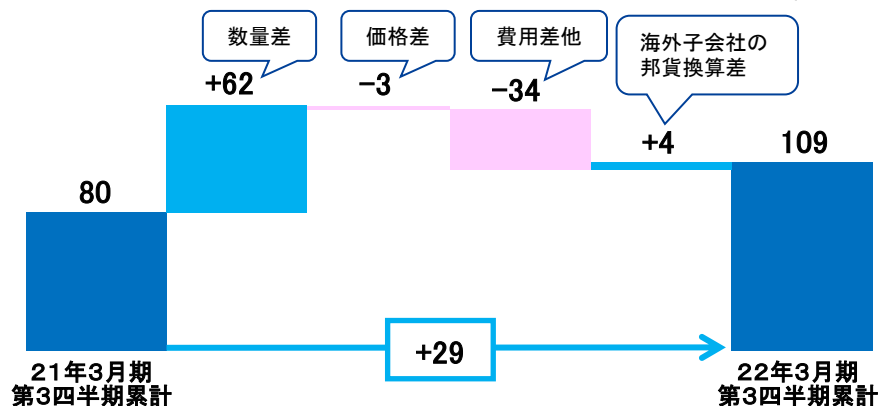 数量差
価格差
費用差他
海外子会社の
邦貨換算差
+62
−3
−34
+4
109
80
+29
21年3月期
第3四半期累計
22年3月期
第3四半期累計